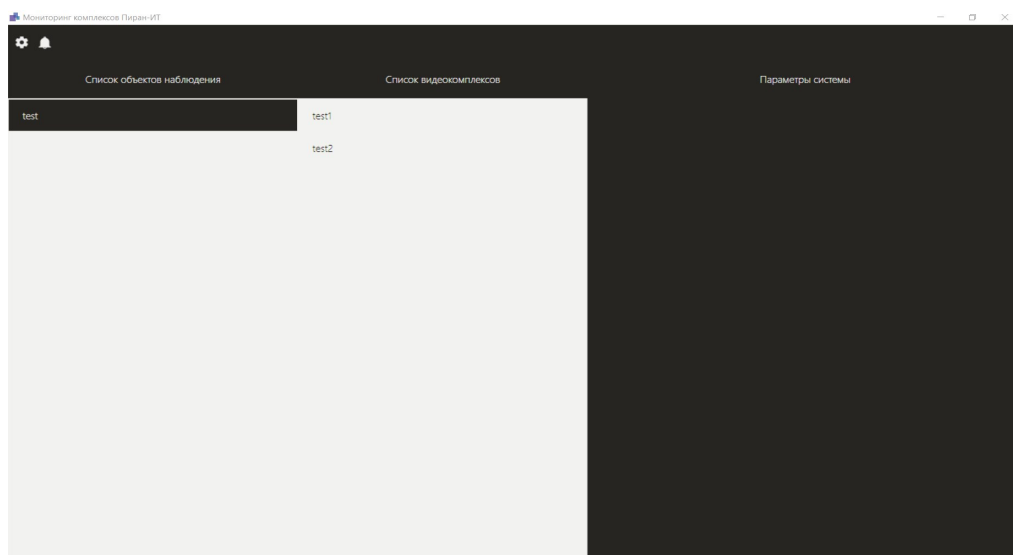 Мониторинг комплексов Пиран-ИТ
Список объектов наблюдения
Список видеокомплексов
Параметры системы
test
test1
test2